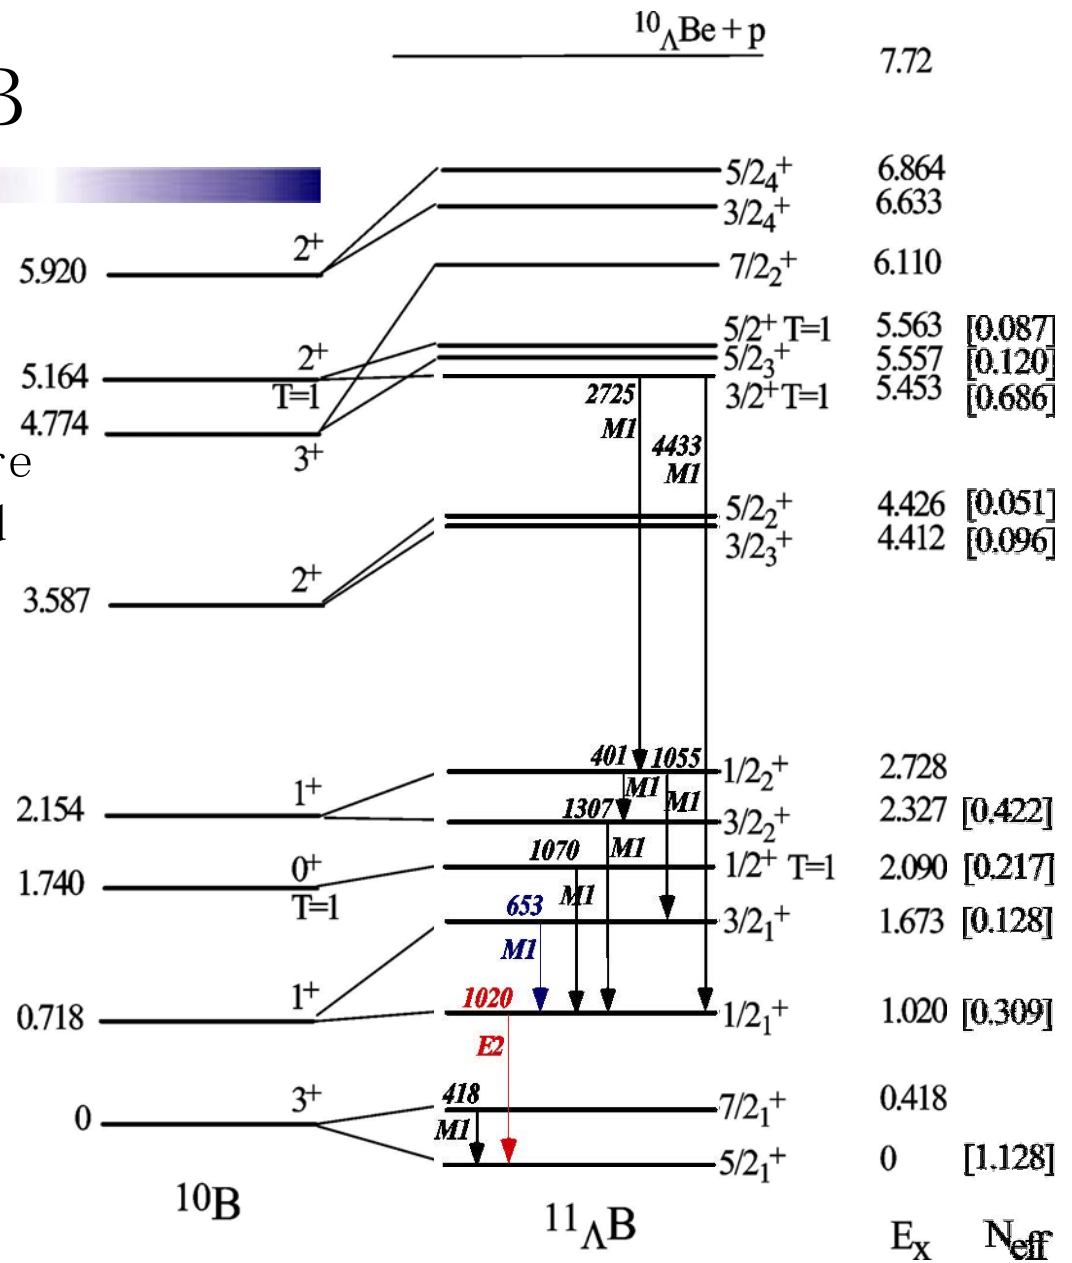 ¹⁰ΛBe + p
7.72
B
5/2₄⁺ 6.864
3/2₄⁺ 6.633
5.920 2⁺
7/2₂⁺ 6.110
5/2⁺ T=1 5.563 [0.087]
5/2₃⁺ 5.557 [0.120]
3/2⁺ T=1 5.453 [0.686]
5.164 2⁺
T=1
4.774
3⁺
2725
M1
4433
M1
re
d
5/2₂⁺ 4.426 [0.051]
3/2₃⁺ 4.412 [0.096]
3.587 2⁺
401 1055
1/2₂⁺ 2.728
M1 M1
2.154 1⁺
1307
3/2₂⁺ 2.327 [0.422]
M1
1070
1/2⁺ T=1 2.090 [0.217]
M1
1.740 0⁺
T=1
653
3/2₁⁺ 1.673 [0.128]
M1
0.718 1⁺
1020
1/2₁⁺ 1.020 [0.309]
E2
0 3⁺
418
7/2₁⁺ 0.418
M1
5/2₁⁺ 0 [1.128]
¹⁰B
¹¹ΛB
Eₓ Neff